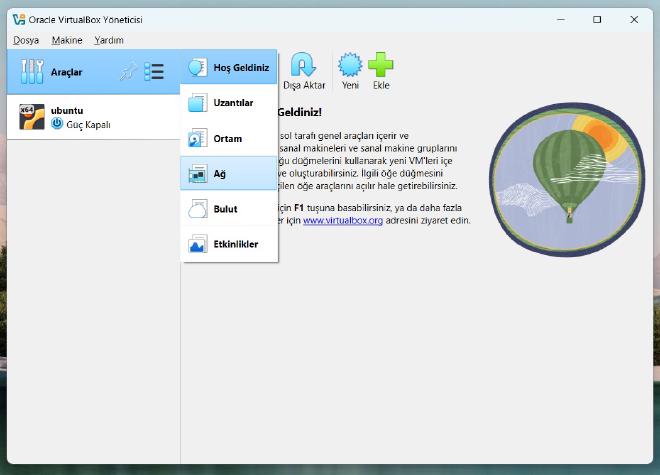 Oracle VirtualBox Yöneticisi
Dosya Makine Yardım
Araçlar
x64
ubuntu
Güç Kapalı
Hoş Geldiniz
Uzantılar
Ortam
Ağ
Bulut
Etkinlikler
Dışa Aktar
Yeni
Ekle
Geldiniz!
sol tarafı genel araçları içerir ve
sanal makineleri ve sanal makine gruplarını
ğu düğmelerini kullanarak yeni VM'leri içe
ve oluşturabilirsiniz. İlgili öğe düğmesini
ilen öğe araçlarını açılır hale getirebilirsiniz.
için F1 tuşuna basabilirsiniz, ya da daha fazla
er için www.virtualbox.org adresini ziyaret edin.